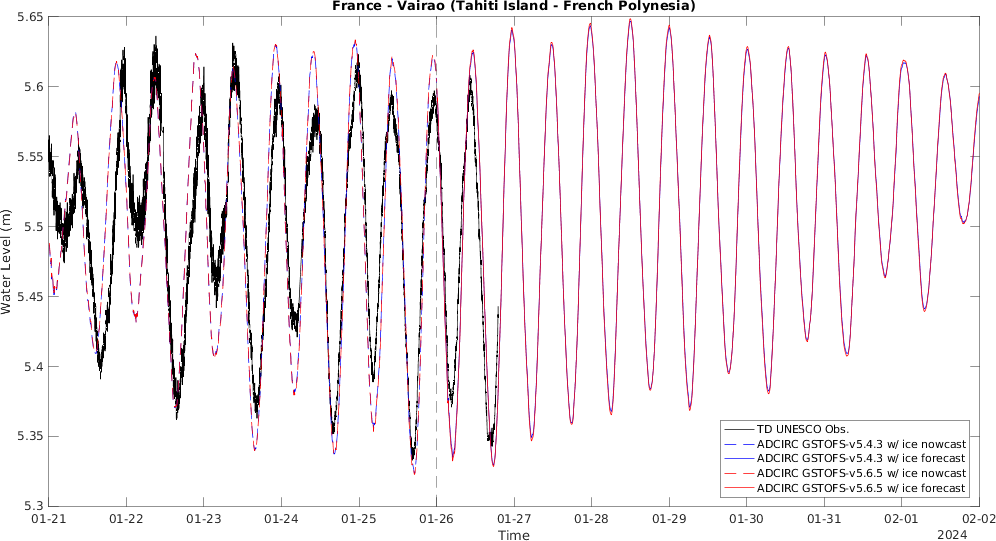 France - Vairao (Tahiti Island - French Polynesia)
5.65
5.6
5.55
5.5
5.45
5.4
5.35
5.3
Water Level (m)
TD UNESCO Obs.
ADCIRC GSTOFS-v5.4.3 w/ ice nowcast
ADCIRC GSTOFS-v5.4.3 w/ ice forecast
ADCIRC GSTOFS-v5.6.5 w/ ice nowcast
ADCIRC GSTOFS-v5.6.5 w/ ice forecast
01-21 01-22 01-23 01-24 01-25 01-26 01-27 01-28 01-29 01-30 01-31 02-01 02-02
Time
2024